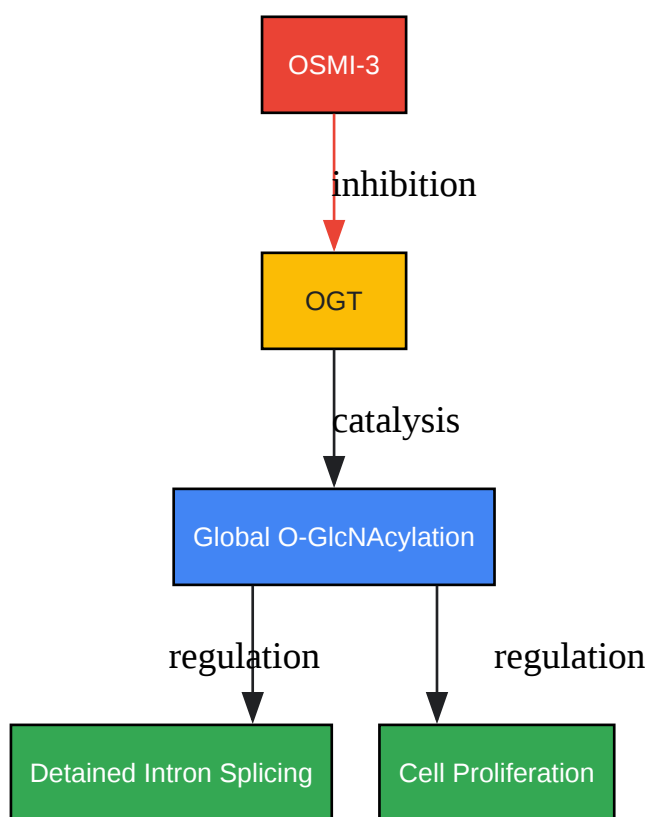 OSMI-3
inhibition
OGT
catalysis
Global O-GlcNAcylation
regulation
regulation
Detained Intron Splicing
Cell Proliferation